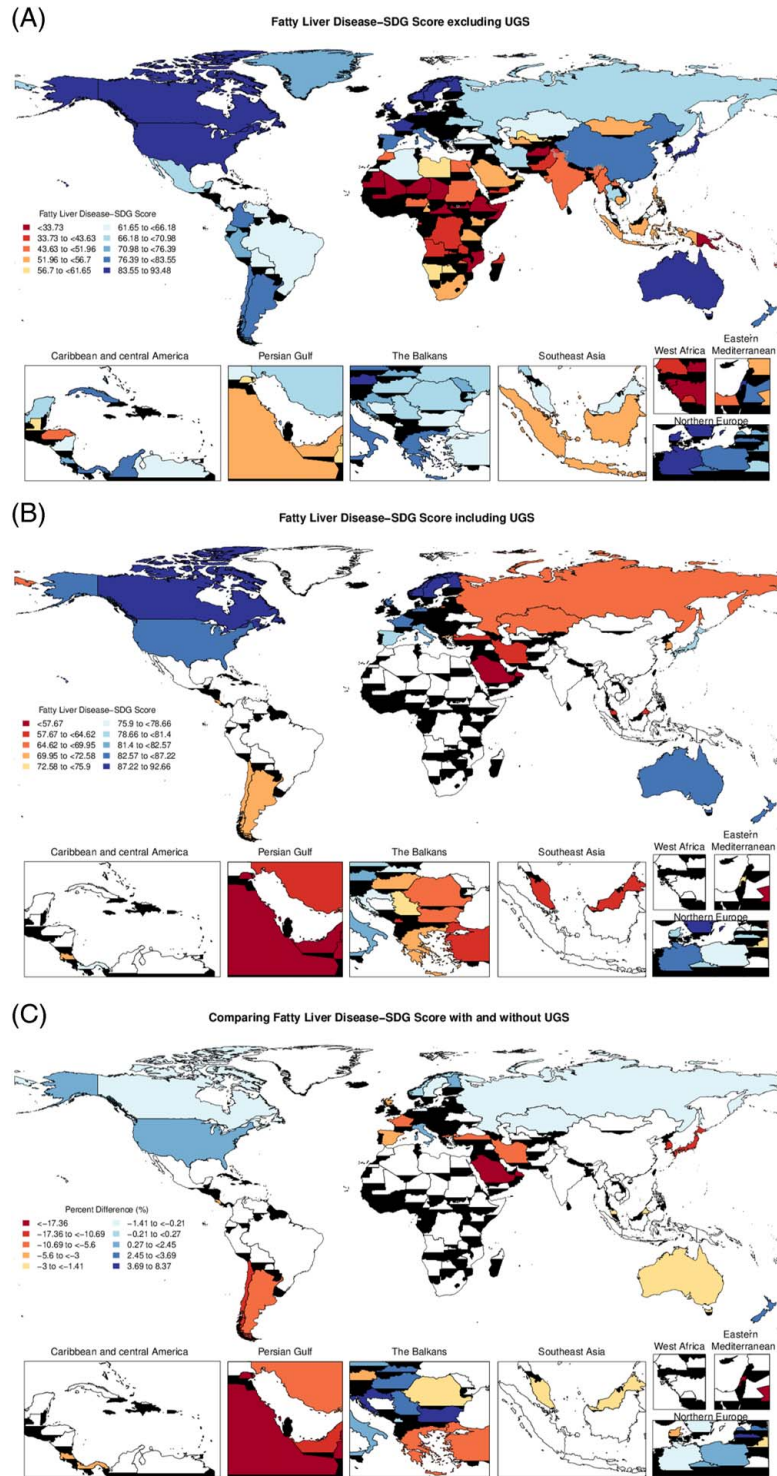 (A)
Fatty Liver Disease−SDG Score excluding UGS
Fatty Liver Disease−SDG Score
<33.73
33.73 to <43.63
43.63 to <51.96
51.96 to <56.7
56.7 to <61.65
61.65 to <66.18
66.18 to <70.98
70.98 to <76.39
76.39 to <83.55
83.55 to 93.48
Caribbean and central America
Persian Gulf
The Balkans
Southeast Asia
West Africa
Eastern
Mediterranean
Northern Europe
(B)
Fatty Liver Disease−SDG Score including UGS
Fatty Liver Disease−SDG Score
<57.67
57.67 to <64.62
64.62 to <69.95
69.95 to <72.58
72.58 to <75.9
75.9 to <78.66
78.66 to <81.4
81.4 to <82.57
82.57 to <87.22
87.22 to 92.66
Caribbean and central America
Persian Gulf
The Balkans
Southeast Asia
West Africa
Eastern
Mediterranean
Northern Europe
(C)
Comparing Fatty Liver Disease−SDG Score with and without UGS
Percent Difference (%)
<−17.36
−17.36 to <−10.69
−10.69 to <−5.6
−5.6 to <−3
−3 to <−1.41
−1.41 to <−0.21
−0.21 to <0.27
0.27 to <2.45
2.45 to <3.69
3.69 to 8.37
Caribbean and central America
Persian Gulf
The Balkans
Southeast Asia
West Africa
Eastern
Mediterranean
Northern Europe